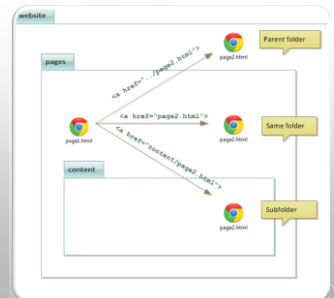 website
Parent folder
page2.html
pages
<a href="../page2.html">
<a href="page2.html">
Same folder
page1.html
page2.html
<a href="content/page2.html">
content
Subfolder
page2.html